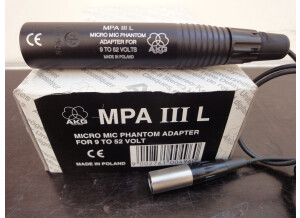 MPA III L
MICRO MIC PHANTOM
ADAPTER FOR
9 TO 52 VOLTS
MADE IN POLAND
CE
AKG
MPA III L
MICRO MIC PHANTOM ADAPTER
FOR 9 TO 52 VOLT
CE
MADE IN POLAND